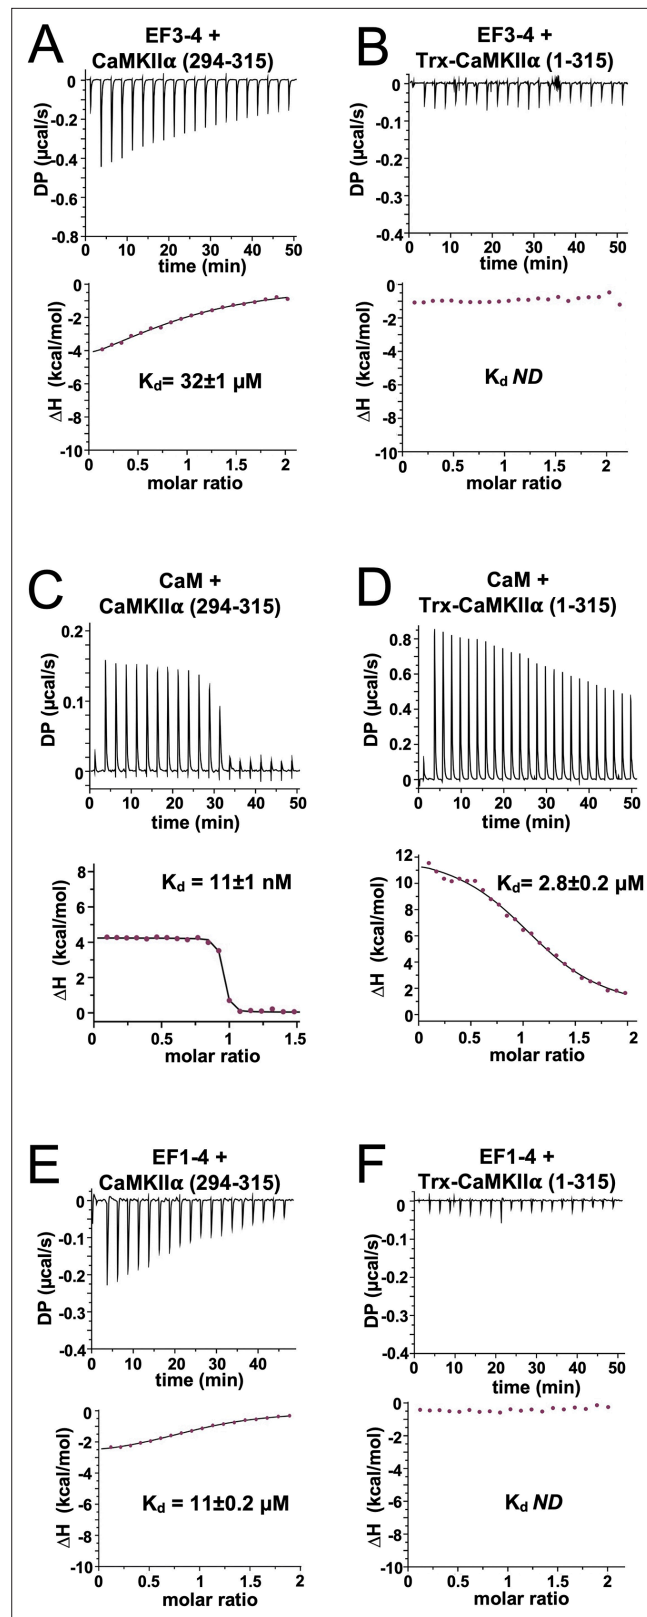 A
EF3-4 +
CaMKIIα (294-315)
0
-0.2
-0.4
-0.6
-0.8
DP (µcal/s)
0 10 20 30 40 50
time (min)
0
-2
-4
-6
-8
-10
ΔH (kcal/mol)
Kd= 32±1 µM
0 0.5 1 1.5 2
molar ratio
B
EF3-4 +
Trx-CaMKIIα (1-315)
0
-0.1
-0.2
-0.3
-0.4
DP (µcal/s)
0 10 20 30 40 50
time (min)
0
-2
-4
-6
-8
-10
ΔH (kcal/mol)
Kd ND
0 0.5 1 1.5 2
molar ratio
C
CaM +
CaMKIIα (294-315)
0.2
0.1
0
DP (µcal/s)
0 10 20 30 40 50
time (min)
8
4
4
2
0
ΔH (kcal/mol)
Kd = 11±1 nM
0 0.5 1 1.5
molar ratio
D
CaM +
Trx-CaMKIIα (1-315)
0.8
0.6
0.4
0.2
0
DP (µcal/s)
0 10 20 30 40 50
time (min)
12
10
8
6
4
2
0
ΔH (kcal/mol)
Kd= 2.8±0.2 µM
0 0.5 1 1.5 2
molar ratio
E
EF1-4 +
CaMKIIα (294-315)
0
-0.1
-0.2
-0.3
-0.4
DP (µcal/s)
0 10 20 30 40
time (min)
0
-2
-4
-6
-8
-10
ΔH (kcal/mol)
Kd = 11±0.2 µM
0 0.5 1 1.5 2
molar ratio
F
EF1-4 +
Trx-CaMKIIα (1-315)
0
-0.1
-0.2
-0.3
-0.4
DP (µcal/s)
0 10 20 30 40 50
time (min)
0
-2
-4
-6
-8
-10
ΔH (kcal/mol)
Kd ND
0 0.5 1 1.5 2
molar ratio